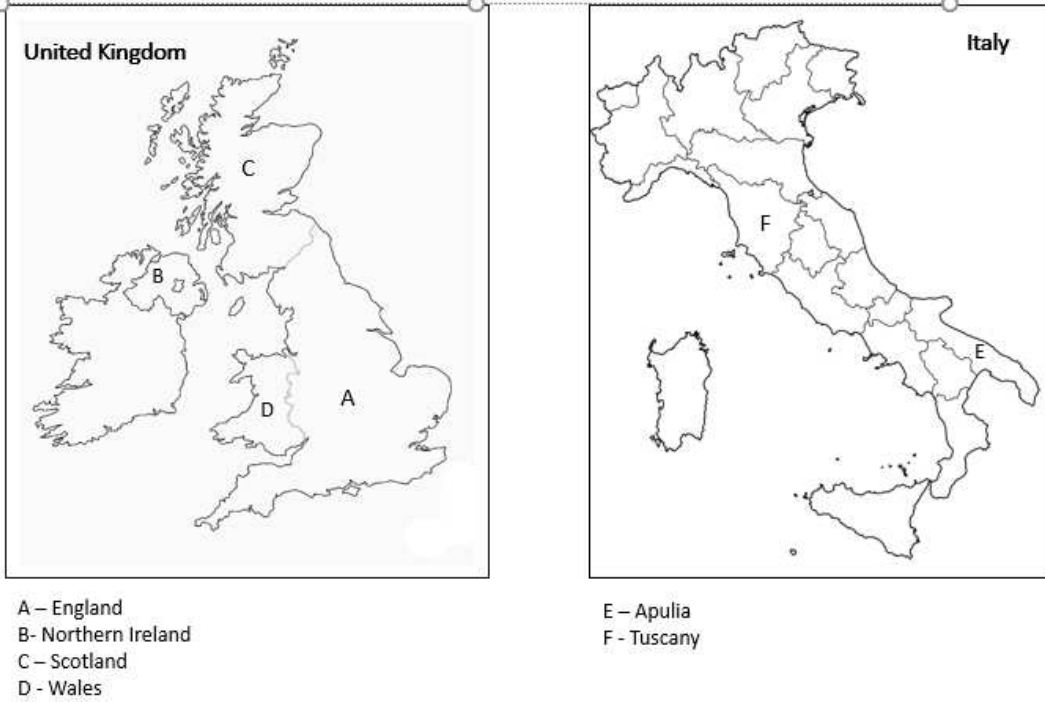 United Kingdom
C
B
D
A
A – England
B- Northern Ireland
C – Scotland
D - Wales
Italy
F
E
E – Apulia
F - Tuscany